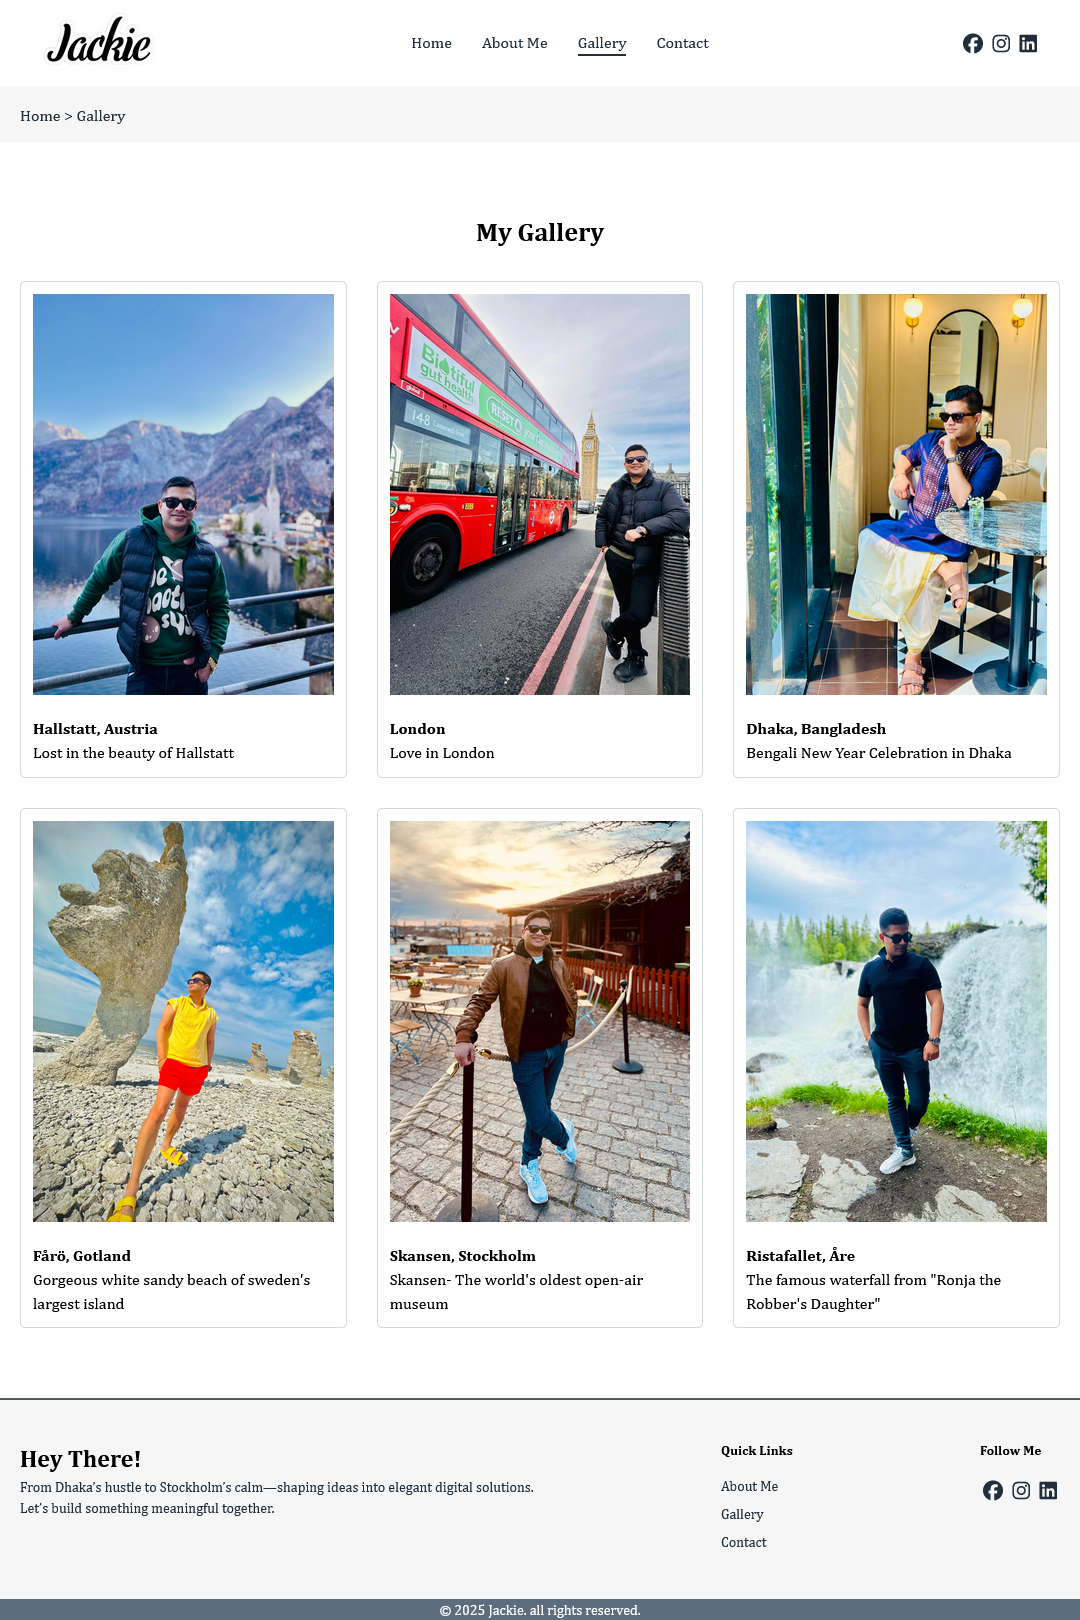 Jackie
Home
About Me
Gallery
Contact
Home > Gallery
My Gallery
Biotiful
gut health
RESET
148
Hallstatt, Austria
Lost in the beauty of Hallstatt
London
Love in London
Dhaka, Bangladesh
Bengali New Year Celebration in Dhaka
Fårö, Gotland
Gorgeous white sandy beach of sweden's
largest island
Skansen, Stockholm
Skansen- The world's oldest open-air
museum
Ristafallet, Åre
The famous waterfall from "Ronja the
Robber's Daughter"
Hey There!
From Dhaka’s hustle to Stockholm’s calm—shaping ideas into elegant digital solutions.
Let’s build something meaningful together.
Quick Links
About Me
Gallery
Contact
Follow Me
© 2025 Jackie. all rights reserved.